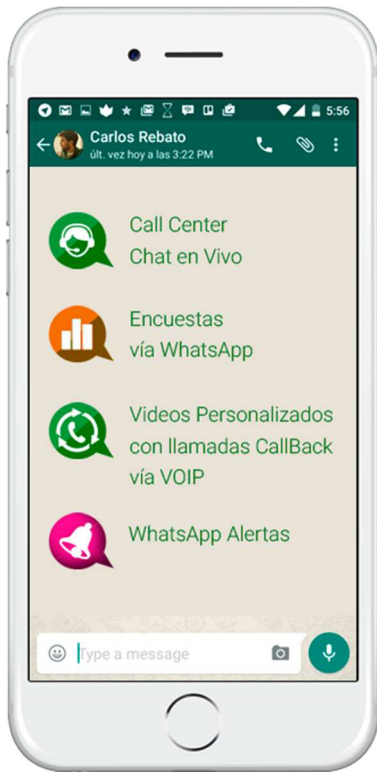 5:56
Carlos Rebato
últ. vez hoy a las 3:22 PM
Call Center
Chat en Vivo
Encuestas
vía WhatsApp
Videos Personalizados
con llamadas CallBack
vía VOIP
WhatsApp Alertas
Type a message